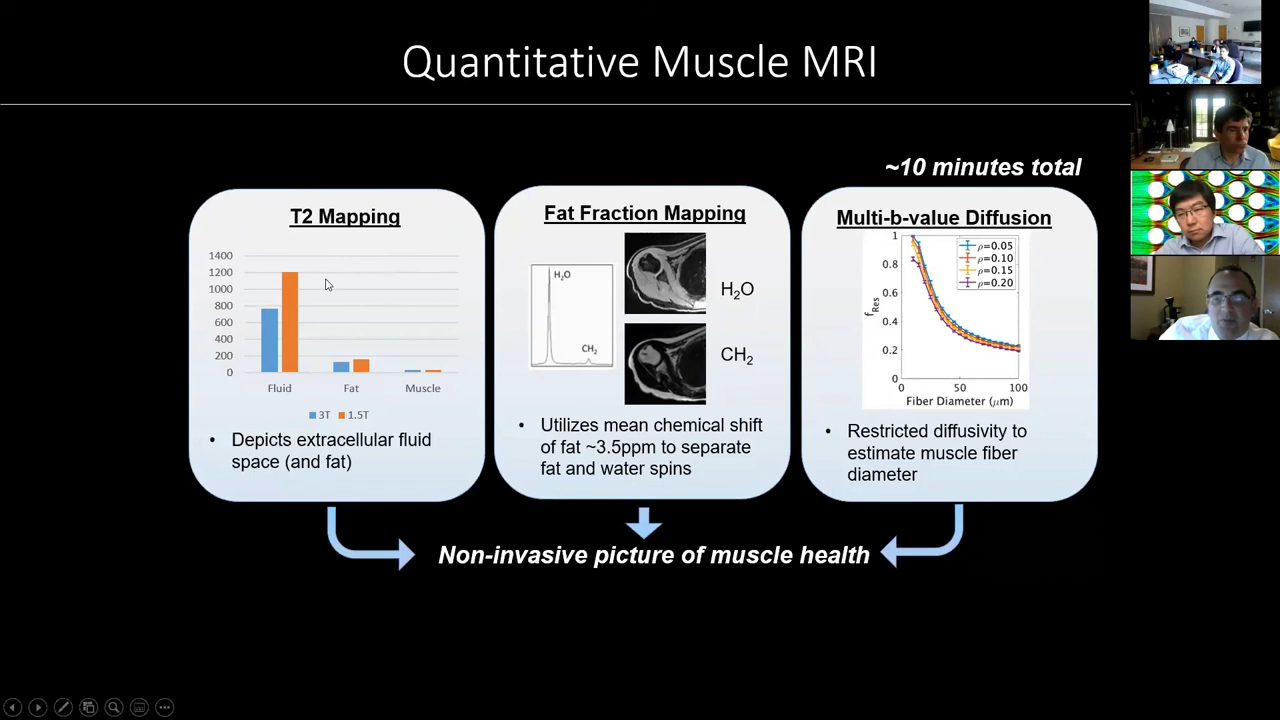 Quantitative Muscle MRI
~10 minutes total
T2 Mapping
1400
1200
1000
800
600
400
200
0
Fluid
Fat
Muscle
3T
1.5T
• Depicts extracellular fluid
space (and fat)
Fat Fraction Mapping
H2O
CH2
H2O
CH2
• Utilizes mean chemical shift
of fat ~3.5ppm to separate
fat and water spins
Multi-b-value Diffusion
1
0.8
0.6
0.4
0.2
0
fRes
ρ=0.05
ρ=0.10
ρ=0.15
ρ=0.20
0
50
100
Fiber Diameter (μm)
• Restricted diffusivity to
estimate muscle fiber
diameter
Non-invasive picture of muscle health